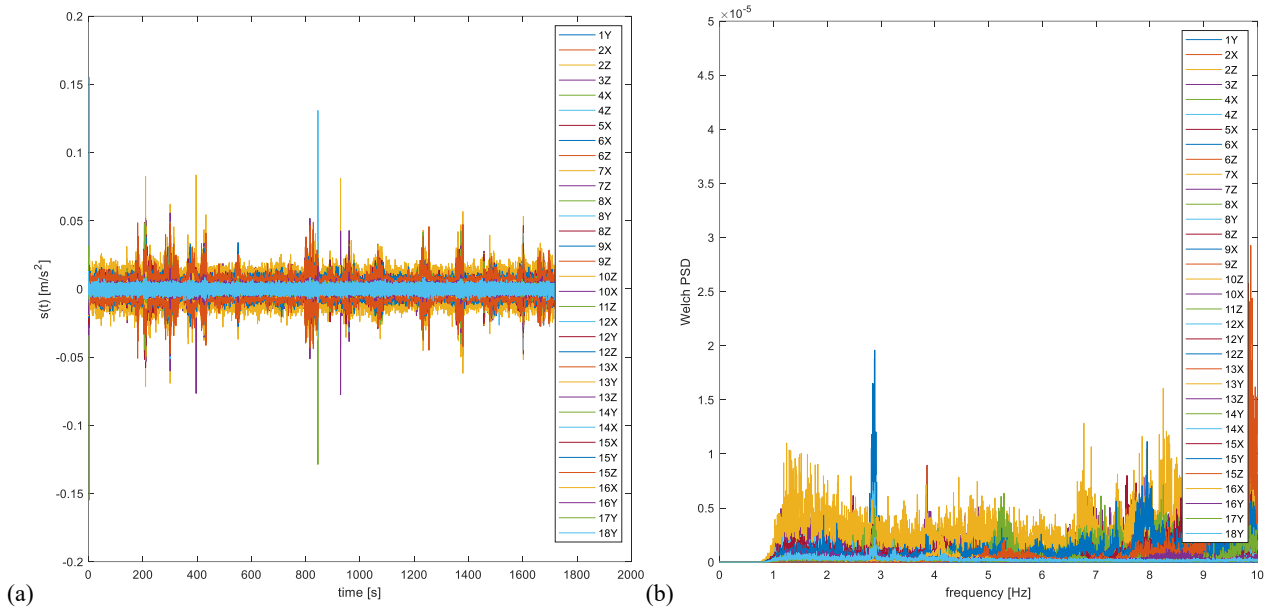 0.2
0.15
0.1
0.05
0
-0.05
-0.1
-0.15
-0.2
s(t) [m/s²]
0 200 400 600 800 1000 1200 1400 1600 1800 2000
time [s]
1Y
2X
2Z
3Z
4X
4Z
5X
6X
6Z
7X
7Z
8X
8Y
8Z
9X
9Z
10Z
10X
11Z
12X
12Y
12Z
13X
13Y
13Z
14Y
14X
15X
15Y
15Z
16X
16Y
17Y
18Y
(a)
×10⁻⁵
5
4.5
4
3.5
3
2.5
2
1.5
1
0.5
0
Welch PSD
0 1 2 3 4 5 6 7 8 9 10
frequency [Hz]
1Y
2X
2Z
3Z
4X
4Z
5X
6X
6Z
7X
7Z
8X
8Y
8Z
9X
9Z
10Z
10X
11Z
12X
12Y
12Z
13X
13Y
13Z
14Y
14X
15X
15Y
15Z
16X
16Y
17Y
18Y
(b)